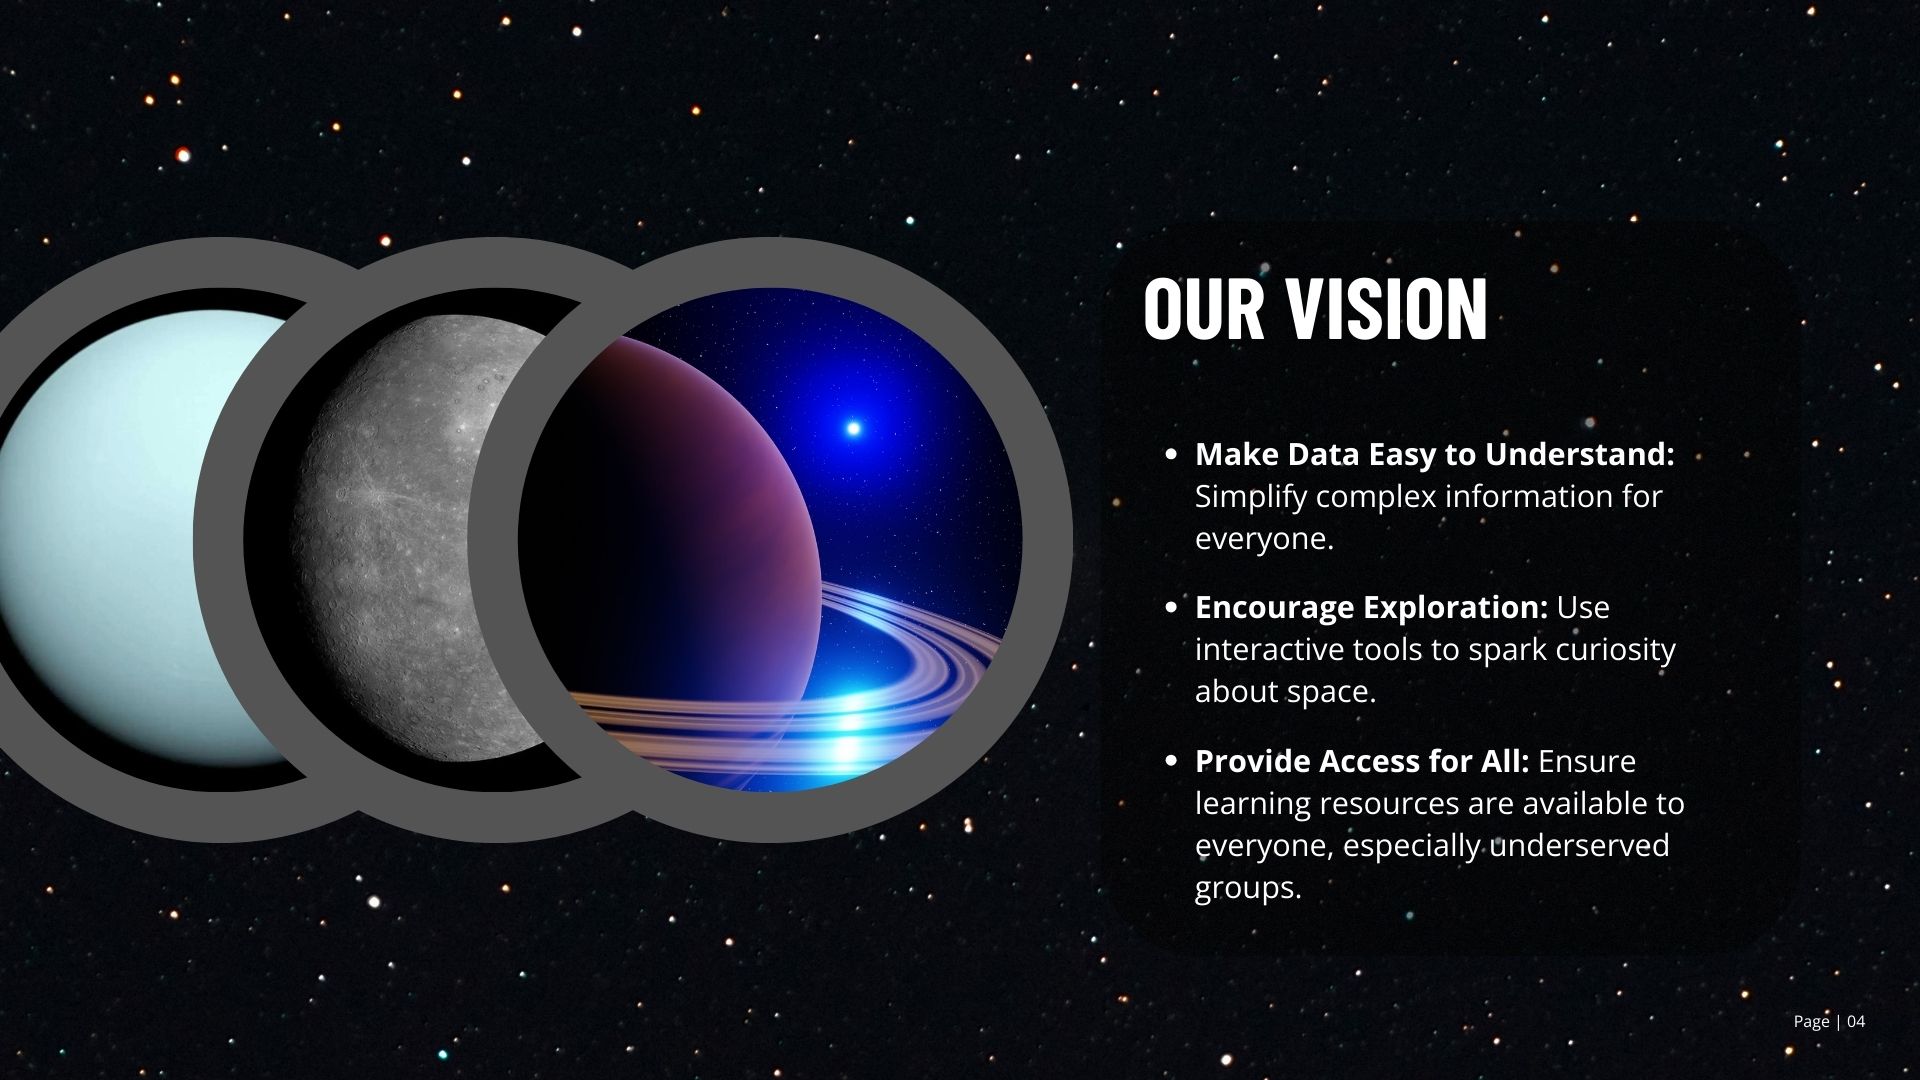 OUR VISION
• Make Data Easy to Understand:
Simplify complex information for
everyone.
• Encourage Exploration: Use
interactive tools to spark curiosity
about space.
• Provide Access for All: Ensure
learning resources are available to
everyone, especially underserved
groups.
Page | 04